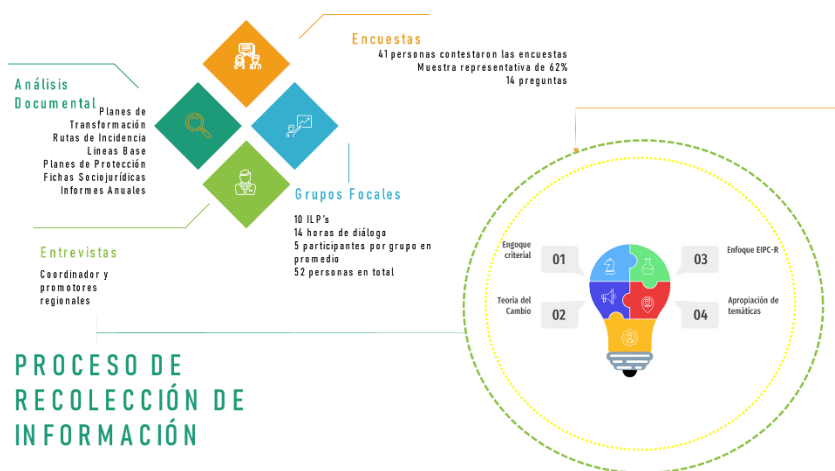 Encuestas
41 personas contestaron las encuestas
Muestra representativa de 62%
14 preguntas
Análisis
Documental
Planes de
Transformación
Rutas de Incidencia
Lineas Base
Planes de Protección
Fichas Sociojurídicas
Informes Anuales
Grupos Focales
10 ILP's
14 horas de diálogo
5 participantes por grupo en
promedio
52 personas en total
Entrevistas
Coordinador y
promotores
regionales
PROCESO DE
RECOLECCIÓN DE
INFORMACIÓN
Engoque
criterial
01
Teoría del
Cambio
02
03
Enfoque EIPC-R
04
Apropiación de
temáticas